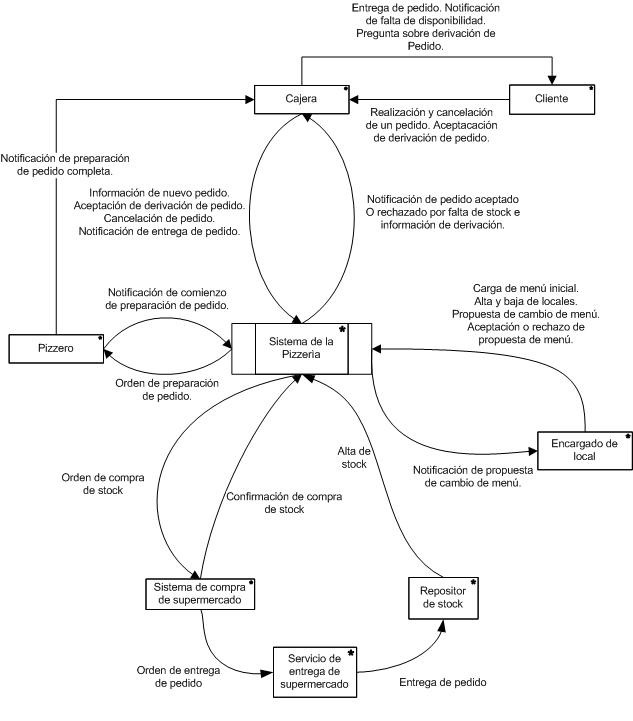 Entrega de pedido. Notificación
de falta de disponibilidad.
Pregunta sobre derivación de
Pedido.
Cajera
Cliente
Realización y cancelación
de un pedido. Aceptacación
de derivación de pedido.
Notificación de preparación
de pedido completa.
Información de nuevo pedido.
Aceptación de derivación de pedido.
Cancelación de pedido.
Notificación de entrega de pedido.
Notificación de pedido aceptado
O rechazado por falta de stock e
información de derivación.
Notificación de comienzo
de preparación de pedido.
Carga de menú inicial.
Alta y baja de locales.
Propuesta de cambio de menú.
Aceptación o rechazo de
propuesta de menú.
Pizzero
Sistema de la
Pizzería
Orden de preparación
de pedido.
Encargado de
local
Alta de
stock
Notificación de propuesta
de cambio de menú.
Orden de compra
de stock
Confirmación de compra
de stock
Sistema de compra
de supermercado
Repositor
de stock
Servicio de
entrega de
supermercado
Orden de entrega
de pedido
Entrega de pedido